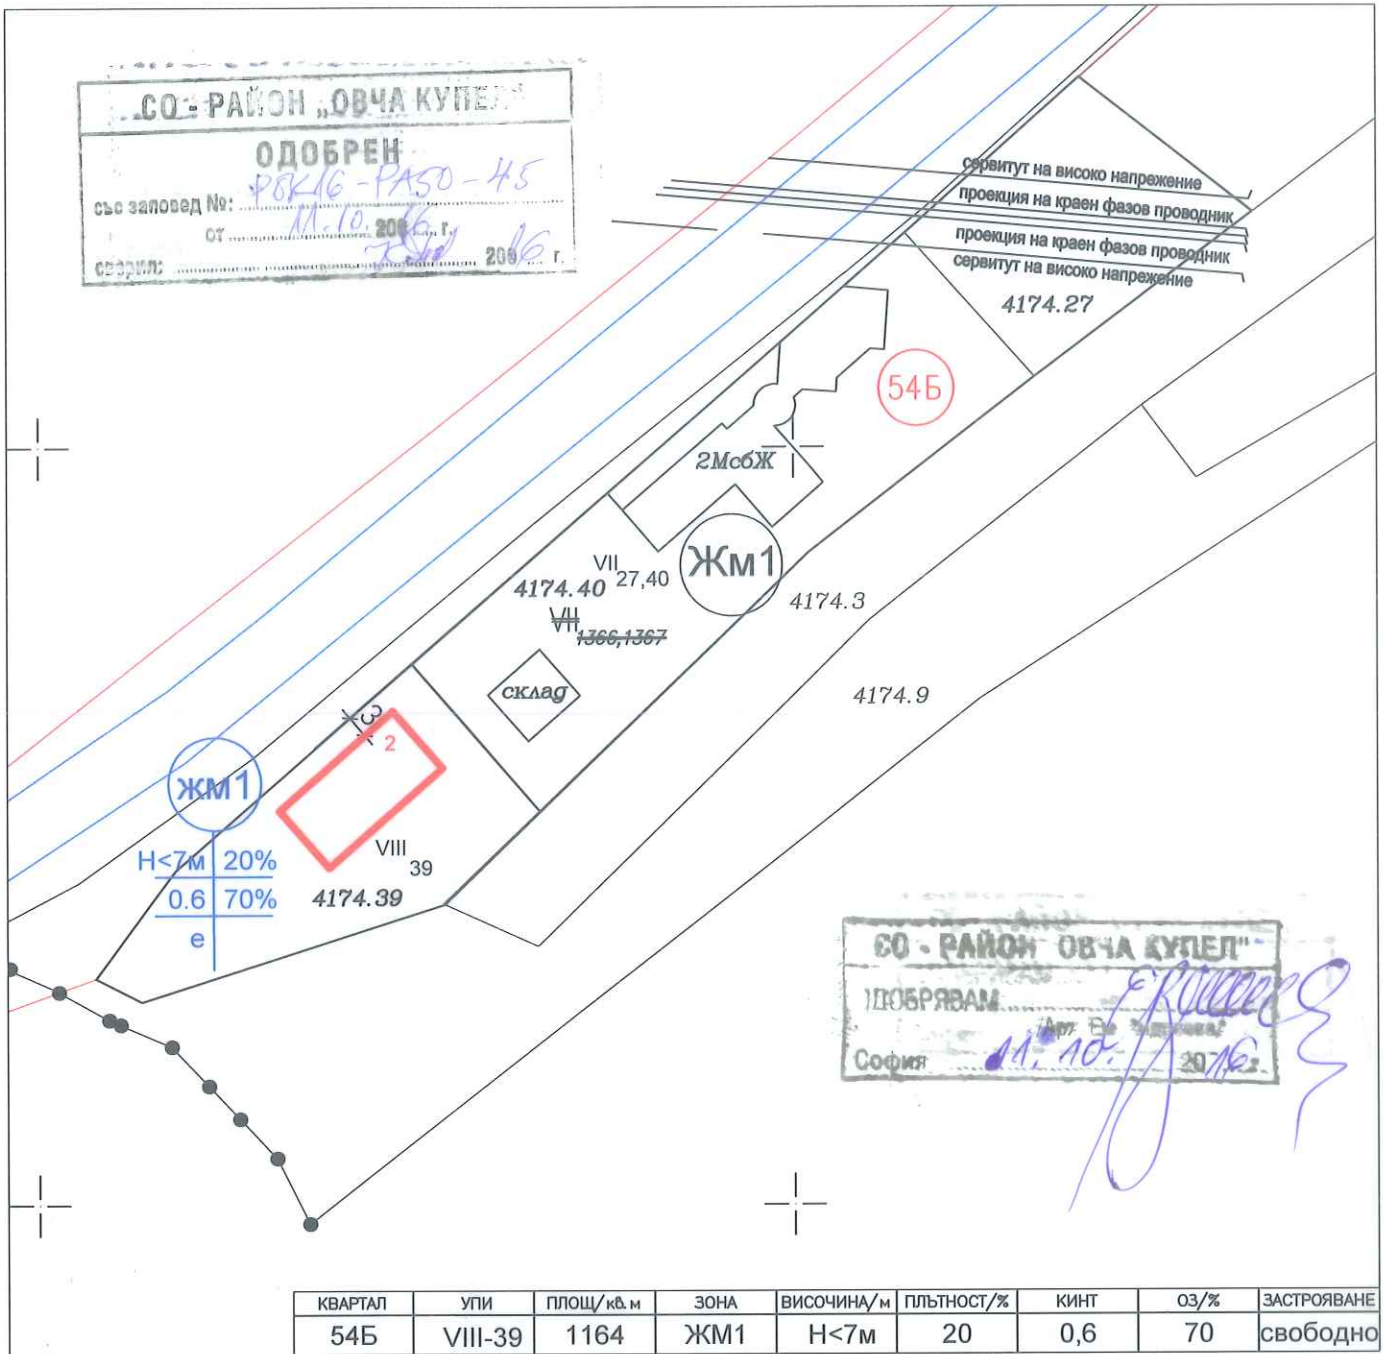 СО - РАЙОН „ОВЧА КУПЕЛ"
ОДОБРЕН
със заповед №: РОК16-РА50-45
от 11.10. 2016 г.
сверил: 2016 г.
сервитут на високо напрежение
проекция на краен фазов проводник
проекция на краен фазов проводник
сервитут на високо напрежение
4174.27
54Б
2МсбЖ
Жм1
VII 27,40
4174.40
VII 1366,1367
4174.3
склад
4174.9
3
2
жм1
H<7м 20%
0.6 70%
е
VIII 39
4174.39
СО - РАЙОН ОВЧА КУПЕЛ"
ОДОБРЯВАМ
София 11.10. 2016 г.
КВАРТАЛ УПИ ПЛОЩ/кв.м ЗОНА ВИСОЧИНА/м ПЛЪТНОСТ/% КИНТ ОЗ/% ЗАСТРОЯВАНЕ
54Б VIII-39 1164 ЖМ1 H<7м 20 0,6 70 свободно